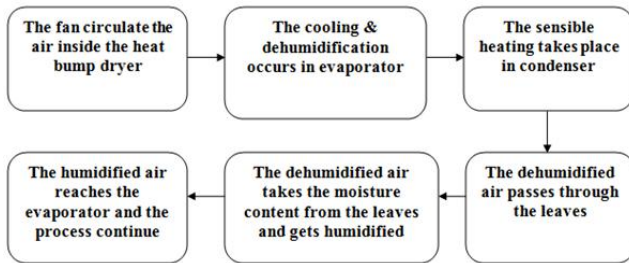 The fan circulate the
air inside the heat
bump dryer
The cooling &
dehumidification
occurs in evaporator
The sensible
heating takes place
in condenser
The dehumidified
air passes through
the leaves
The dehumidified air
takes the moisture
content from the leaves
and gets humidified
The humidified air
reaches the
evaporator and the
process continue